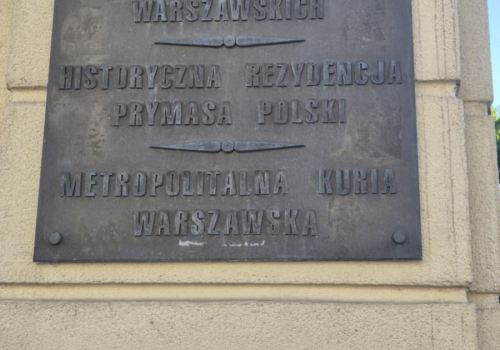 WARSZAWSKICH
HISTORYCZNA REZYDENCJA
PRYMASA POLSKI
METROPOLITALNA KURIA
WARSZAWSKA